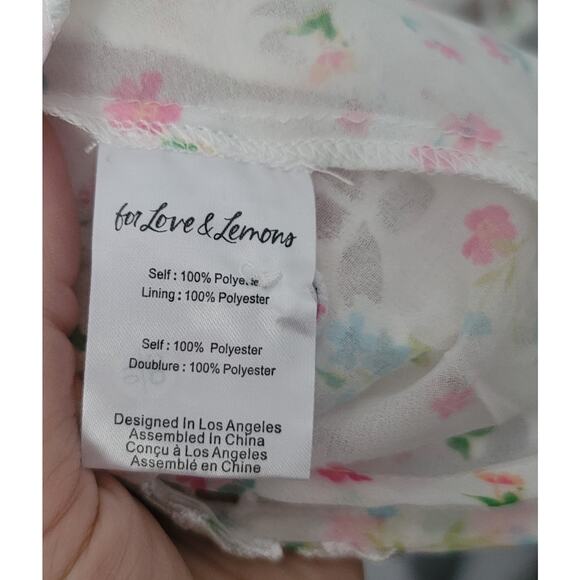 for Love & Lemons
Self : 100%
Lining : 100% Polyester
Self : 100% Polyester
Doublure : 100% Polyester
Designed In Los Angeles
Assembled in China
Conçu à Los Angeles
Assemblé en Chine